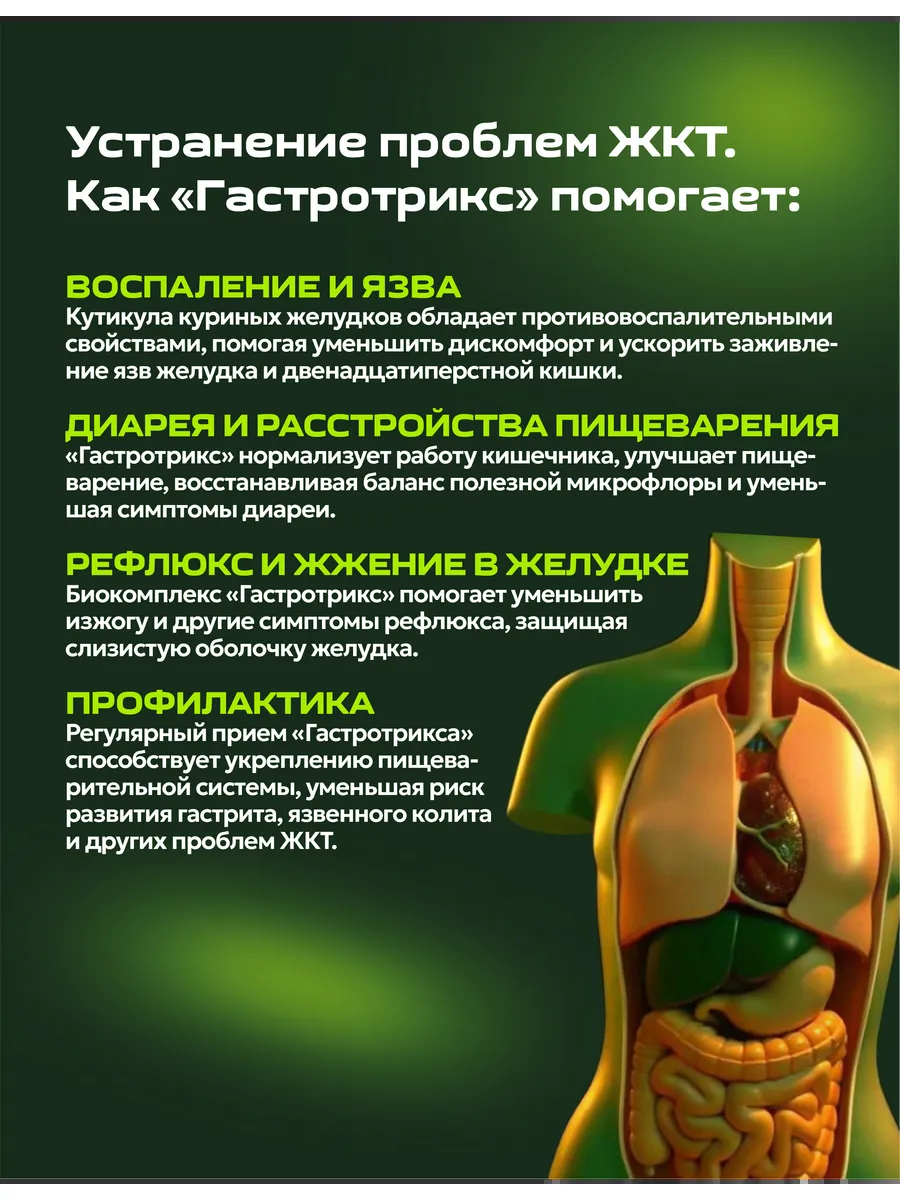 Устранение проблем ЖКТ.
Как «Гастротрикс» помогает:
ВОСПАЛЕНИЕ И ЯЗВА
Кутикула куриных желудков обладает противовоспалительными
свойствами, помогая уменьшить дискомфорт и ускорить заживле-
ние язв желудка и двенадцатиперстной кишки.
ДИАРЕЯ И РАССТРОЙСТВА ПИЩЕВАРЕНИЯ
«Гастротрикс» нормализует работу кишечника, улучшает пище-
варение, восстанавливая баланс полезной микрофлоры и умень-
шая симптомы диареи.
РЕФЛЮКС И ЖЖЕНИЕ В ЖЕЛУДКЕ
Биокомплекс «Гастротрикс» помогает уменьшить
изжогу и другие симптомы рефлюкса, защищая
слизистую оболочку желудка.
ПРОФИЛАКТИКА
Регулярный прием «Гастротрикса»
способствует укреплению пищева-
рительной системы, уменьшая риск
развития гастрита, язвенного колита
и других проблем ЖКТ.